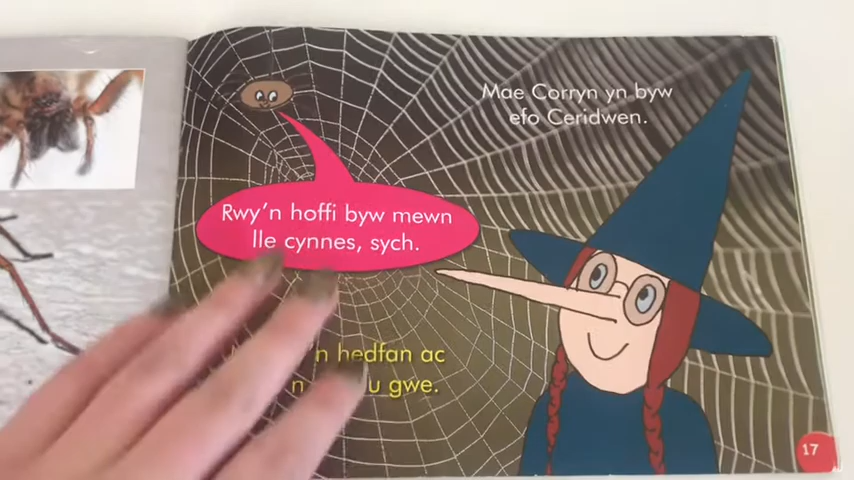 Mae Corryn yn byw
efo Ceridwen.
Rwy'n hoffi byw mewn
lle cynnes, sych.
hedfan ac
gwe.
17